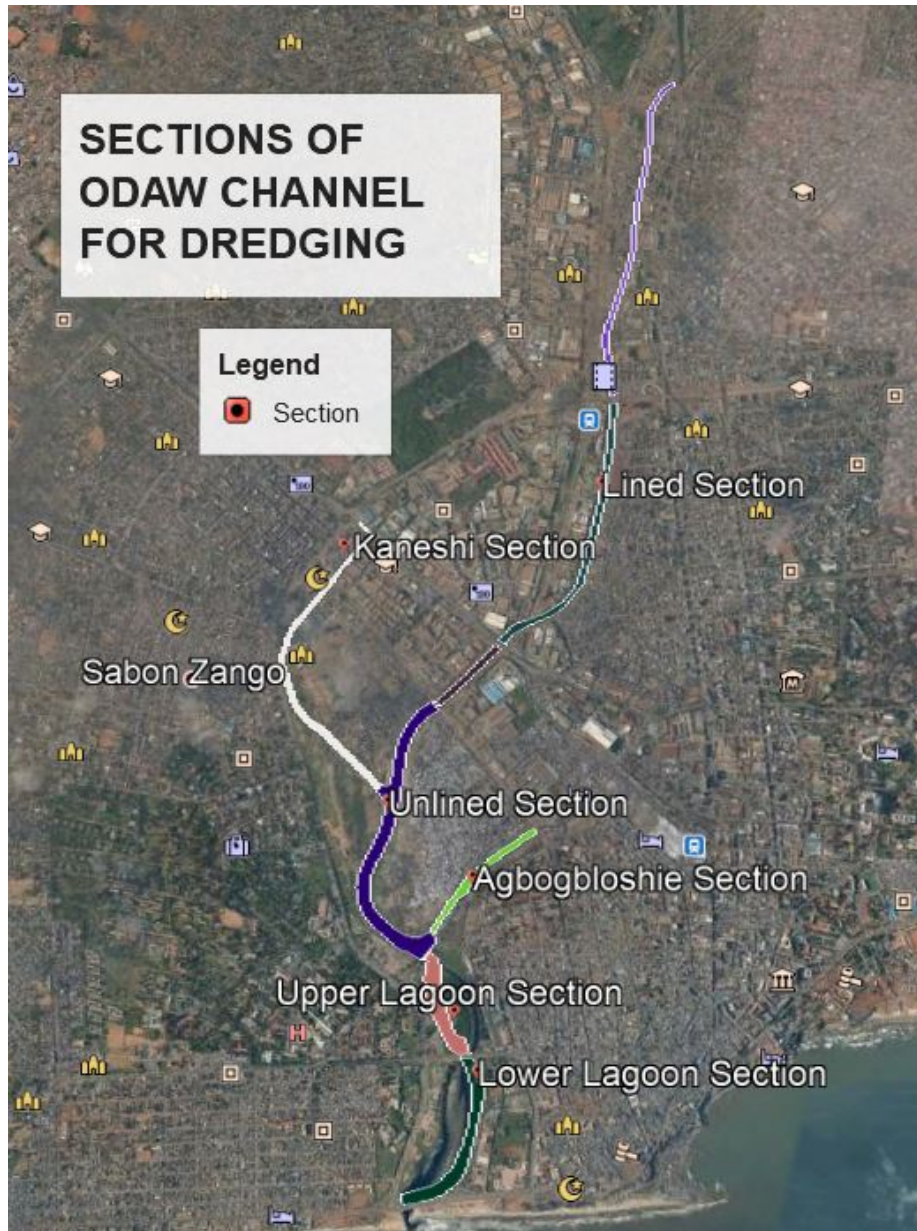 SECTIONS OF
ODAW CHANNEL
FOR DREDGING
Legend
Section
Lined Section
Kaneshi Section
Sabon Zango
Unlined Section
Agbogbloshie Section
Upper Lagoon Section
Lower Lagoon Section
H
M